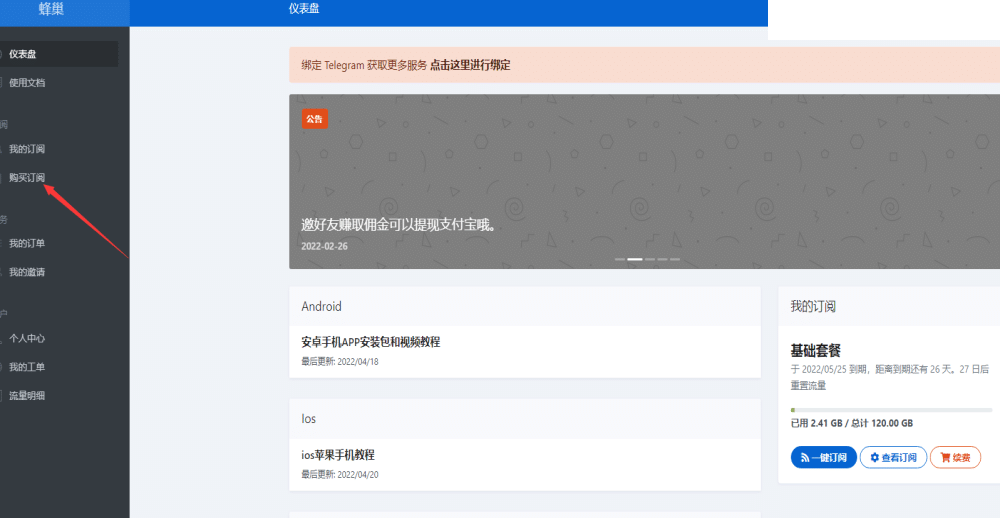 蜂巢
仪表盘
仪表盘
使用文档
阅
我的订阅
购买订阅
务
我的订单
我的邀请
户
个人中心
我的工单
流量明细
绑定 Telegram 获取更多服务 点击这里进行绑定
公告
邀好友赚取佣金可以提现支付宝哦。
2022-02-26
Android
安卓手机APP安装包和视频教程
最后更新: 2022/04/18
Ios
ios苹果手机教程
最后更新: 2022/04/20
我的订阅
基础套餐
于 2022/05/25 到期，距离到期还有 26 天。27 日后
重置流量
已用 2.41 GB / 总计 120.00 GB
一键订阅
查看订阅
续费